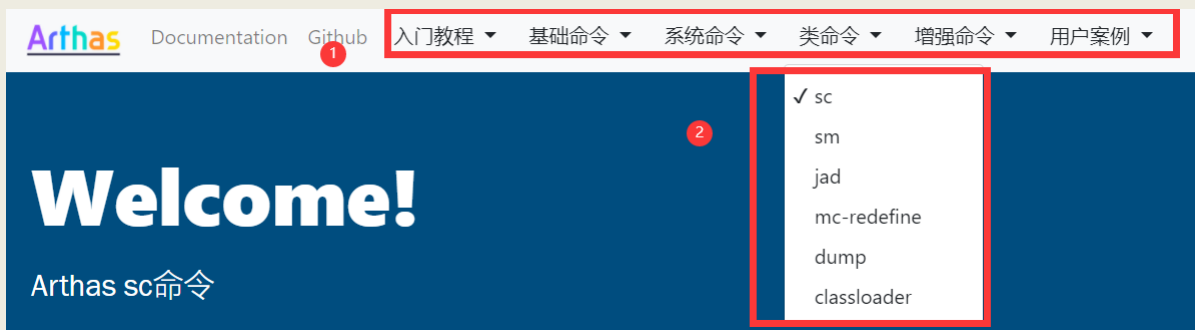 Arthas Documentation Github 入门教程 基础命令 系统命令 类命令 增强命令 用户案例
1
✓ sc
sm
2
jad
mc-redefine
dump
classloader
Welcome!
Arthas sc命令